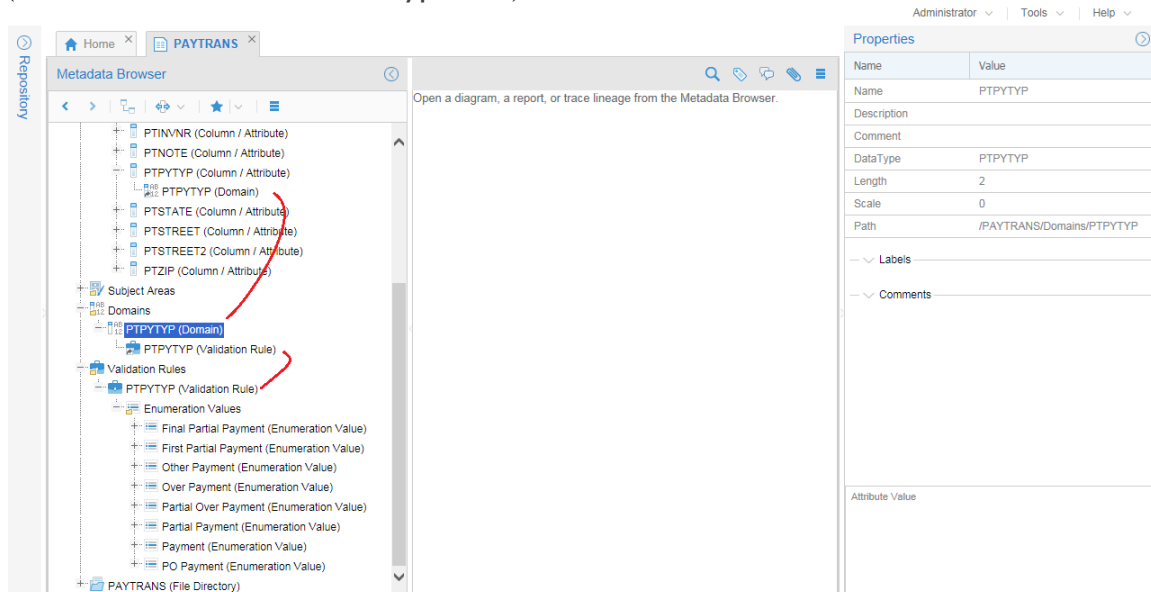 Administrator Tools Help
Repository
Home × PAYTRANS ×
Metadata Browser
PTINVNR (Column / Attribute)
PTNOTE (Column / Attribute)
PTPYTYP (Column / Attribute)
PTPYTYP (Domain)
PTSTATE (Column / Attribute)
PTSTREET (Column / Attribute)
PTSTREET2 (Column / Attribute)
PTZIP (Column / Attribute)
Subject Areas
Domains
PTPYTYP (Domain)
PTPYTYP (Validation Rule)
Validation Rules
PTPYTYP (Validation Rule)
Enumeration Values
Final Partial Payment (Enumeration Value)
First Partial Payment (Enumeration Value)
Other Payment (Enumeration Value)
Over Payment (Enumeration Value)
Partial Over Payment (Enumeration Value)
Partial Payment (Enumeration Value)
Payment (Enumeration Value)
PO Payment (Enumeration Value)
PAYTRANS (File Directory)
Open a diagram, a report, or trace lineage from the Metadata Browser.
Properties
Name Value
Name PTPYTYP
Description
Comment
DataType PTPYTYP
Length 2
Scale 0
Path /PAYTRANS/Domains/PTPYTYP
Labels
Comments
Attribute Value